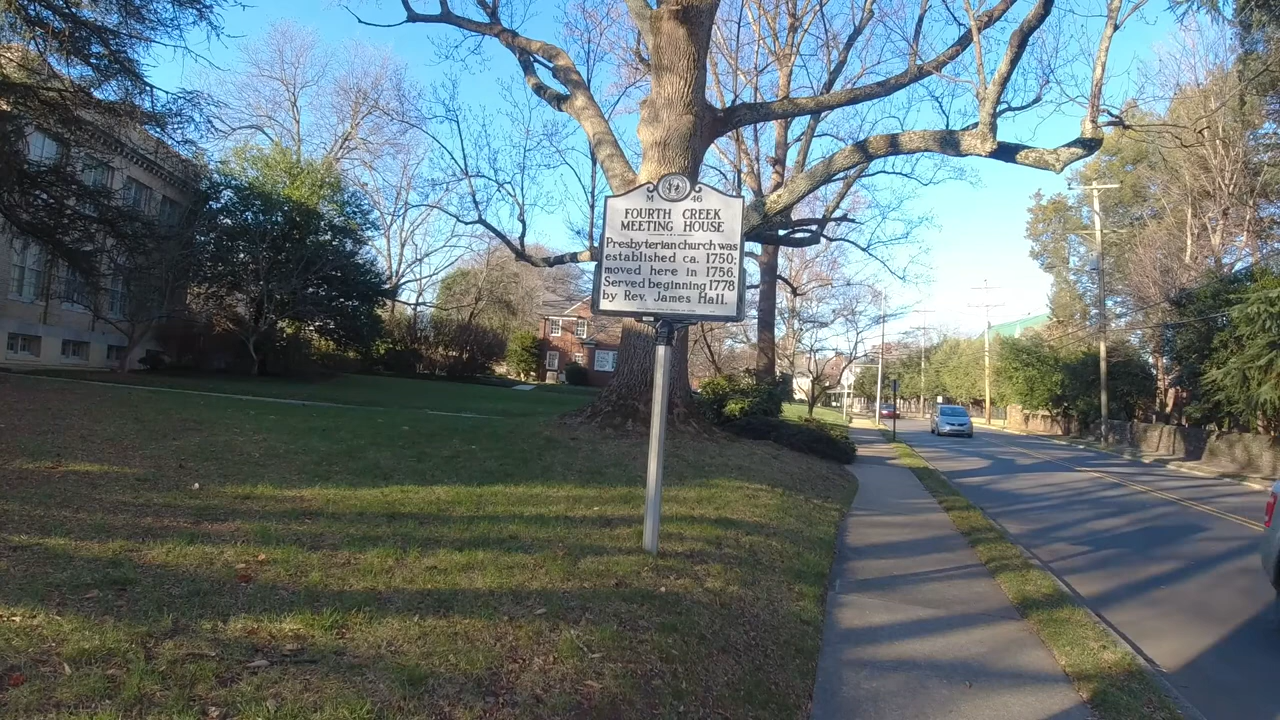 M 46
FOURTH CREEK
MEETING HOUSE
Presbyterian church was
established ca. 1750;
moved here in 1756.
Served beginning 1778
by Rev. James Hall.